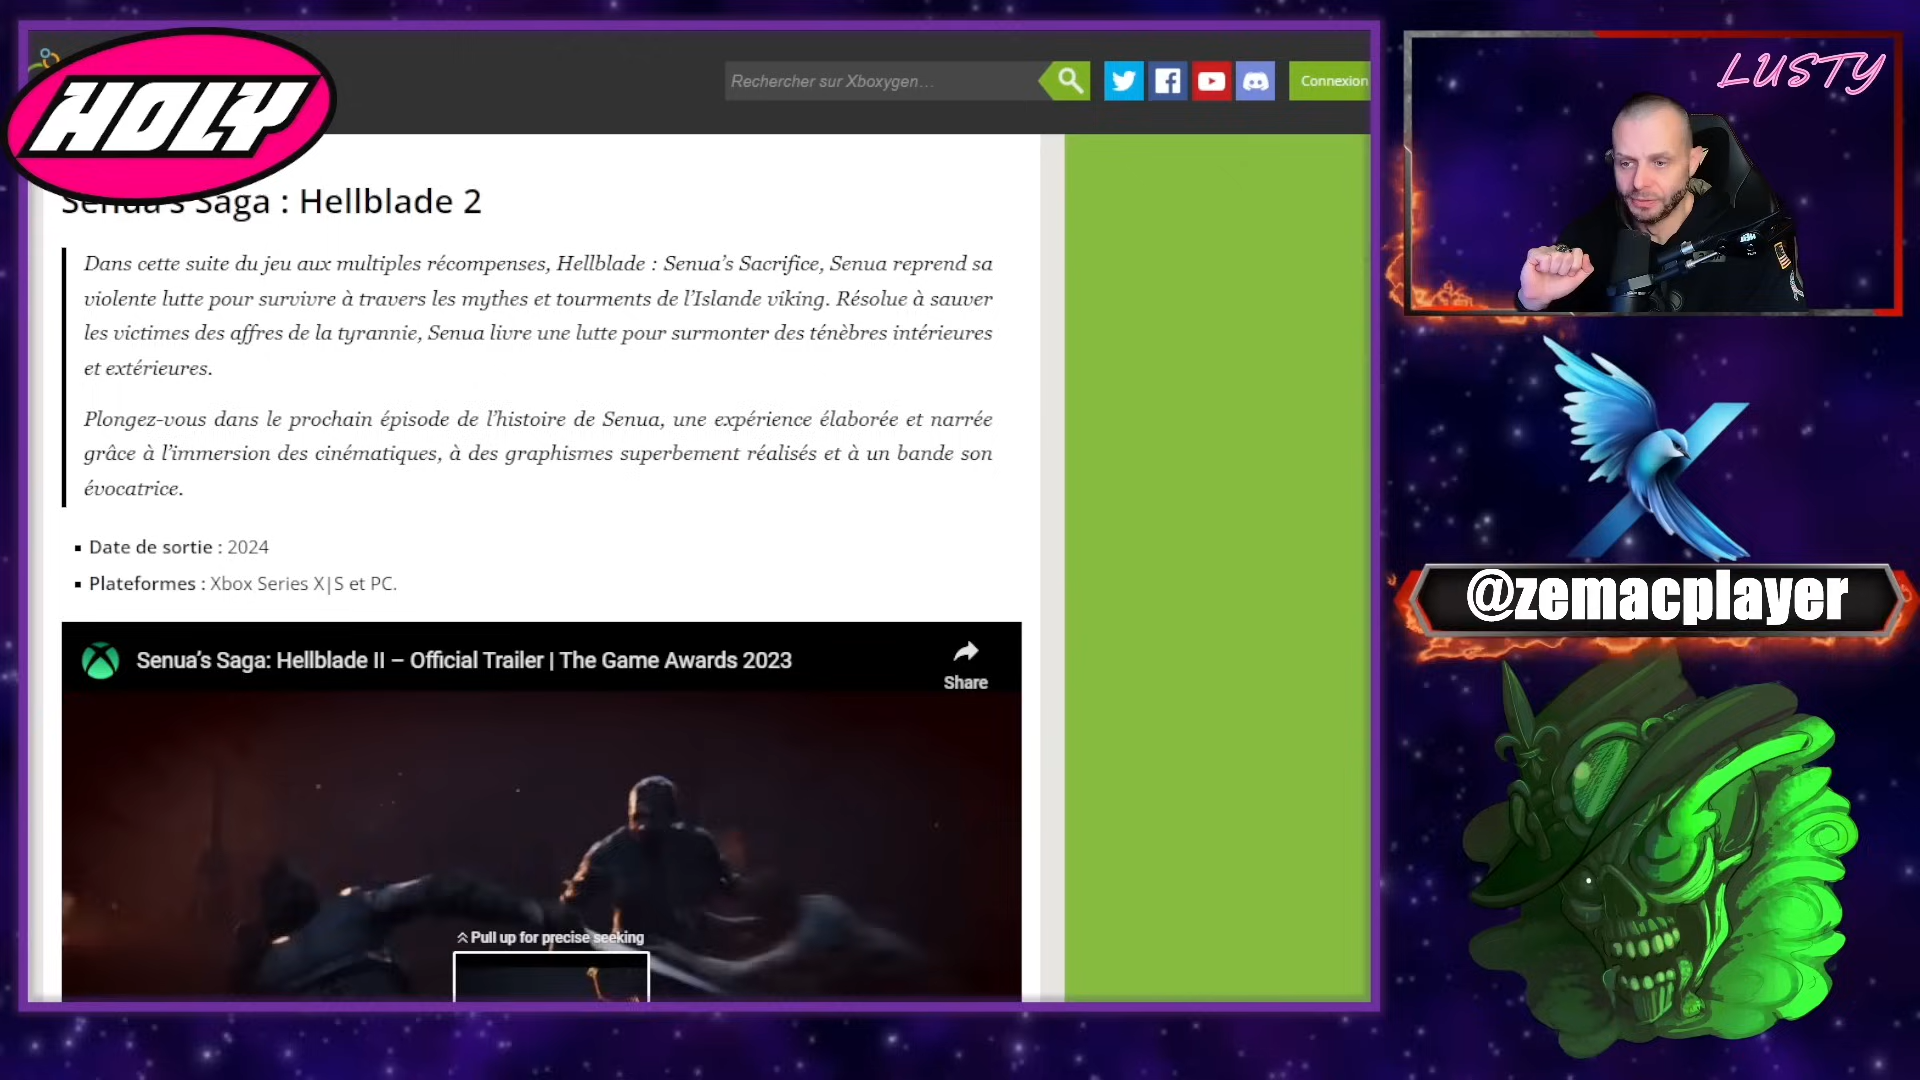 HOLY
Rechercher sur Xboxygen…
Connexion
LUSTY
Senua's Saga : Hellblade 2
Dans cette suite du jeu aux multiples récompenses, Hellblade : Senua’s Sacrifice, Senua reprend sa
violente lutte pour survivre à travers les mythes et tourments de l’Islande viking. Résolue à sauver
les victimes des affres de la tyrannie, Senua livre une lutte pour surmonter des ténèbres intérieures
et extérieures.
Plongez-vous dans le prochain épisode de l’histoire de Senua, une expérience élaborée et narrée
grâce à l’immersion des cinématiques, à des graphismes superbement réalisés et à un bande son
évocatrice.
▪ Date de sortie : 2024
▪ Plateformes : Xbox Series X|S et PC.
Senua’s Saga: Hellblade II – Official Trailer | The Game Awards 2023
Share
Pull up for precise seeking
@zemacplayer